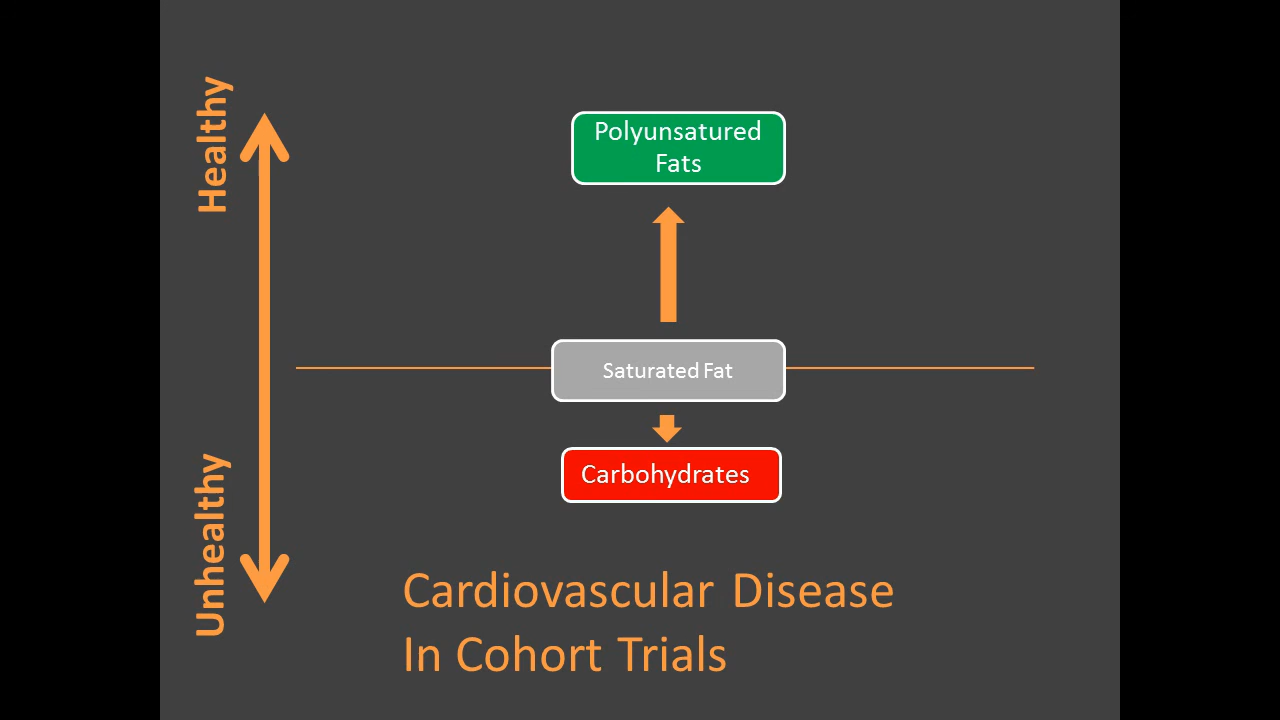 Healthy
Polyunsatured
Fats
Saturated Fat
Carbohydrates
Unhealthy
Cardiovascular Disease
In Cohort Trials